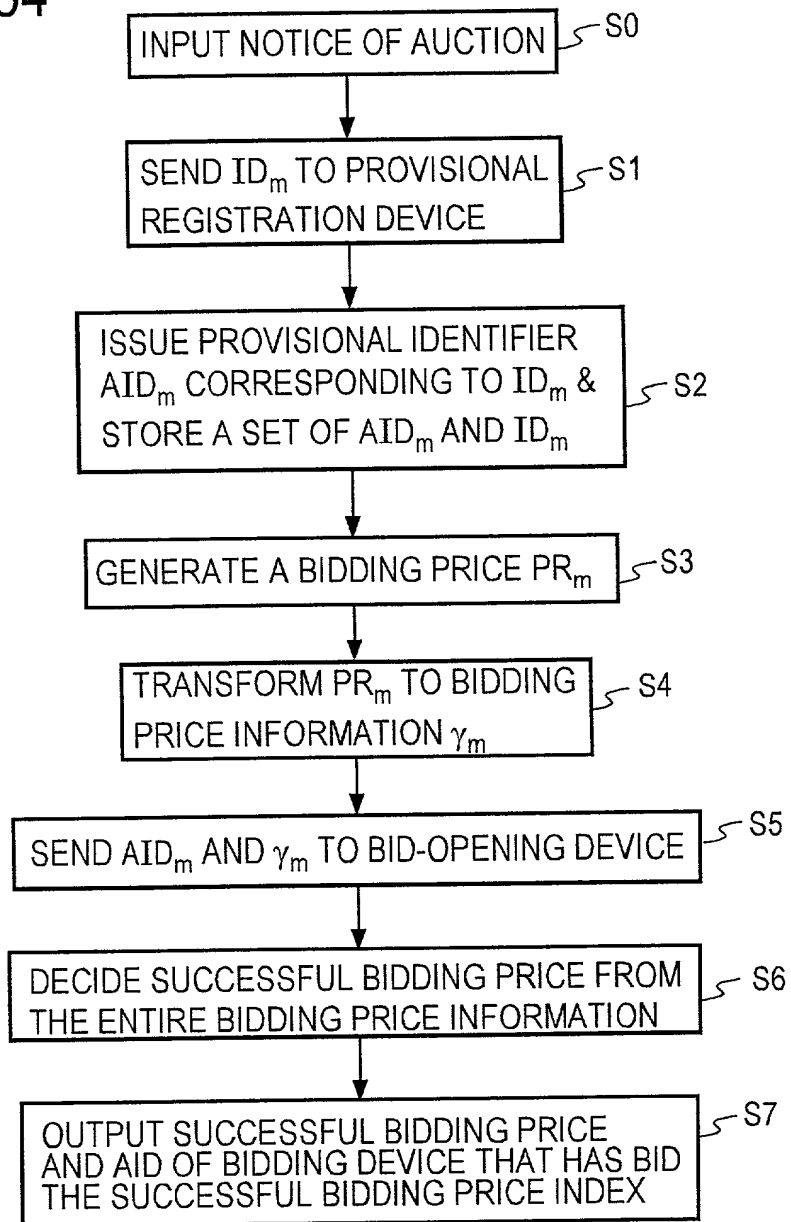 INPUT NOTICE OF AUCTION S0
SEND IDₘ TO PROVISIONAL S1
REGISTRATION DEVICE
ISSUE PROVISIONAL IDENTIFIER
AIDₘ CORRESPONDING TO IDₘ & S2
STORE A SET OF AIDₘ AND IDₘ
GENERATE A BIDDING PRICE PRₘ S3
TRANSFORM PRₘ TO BIDDING S4
PRICE INFORMATION γₘ
SEND AIDₘ AND γₘ TO BID-OPENING DEVICE S5
DECIDE SUCCESSFUL BIDDING PRICE FROM S6
THE ENTIRE BIDDING PRICE INFORMATION
OUTPUT SUCCESSFUL BIDDING PRICE S7
AND AID OF BIDDING DEVICE THAT HAS BID
THE SUCCESSFUL BIDDING PRICE INDEX